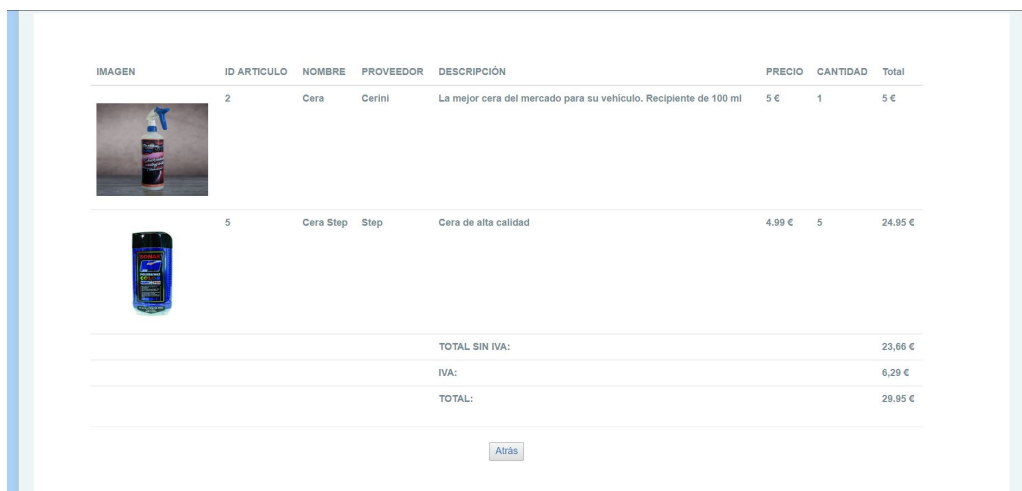 IMAGEN ID ARTICULO NOMBRE PROVEEDOR DESCRIPCIÓN PRECIO CANTIDAD Total
2 Cera Cerini La mejor cera del mercado para su vehículo. Recipiente de 100 ml 5 € 1 5 €
5 Cera Step Step Cera de alta calidad 4.99 € 5 24.95 €
TOTAL SIN IVA: 23,66 €
IVA: 6,29 €
TOTAL: 29.95 €
Atrás